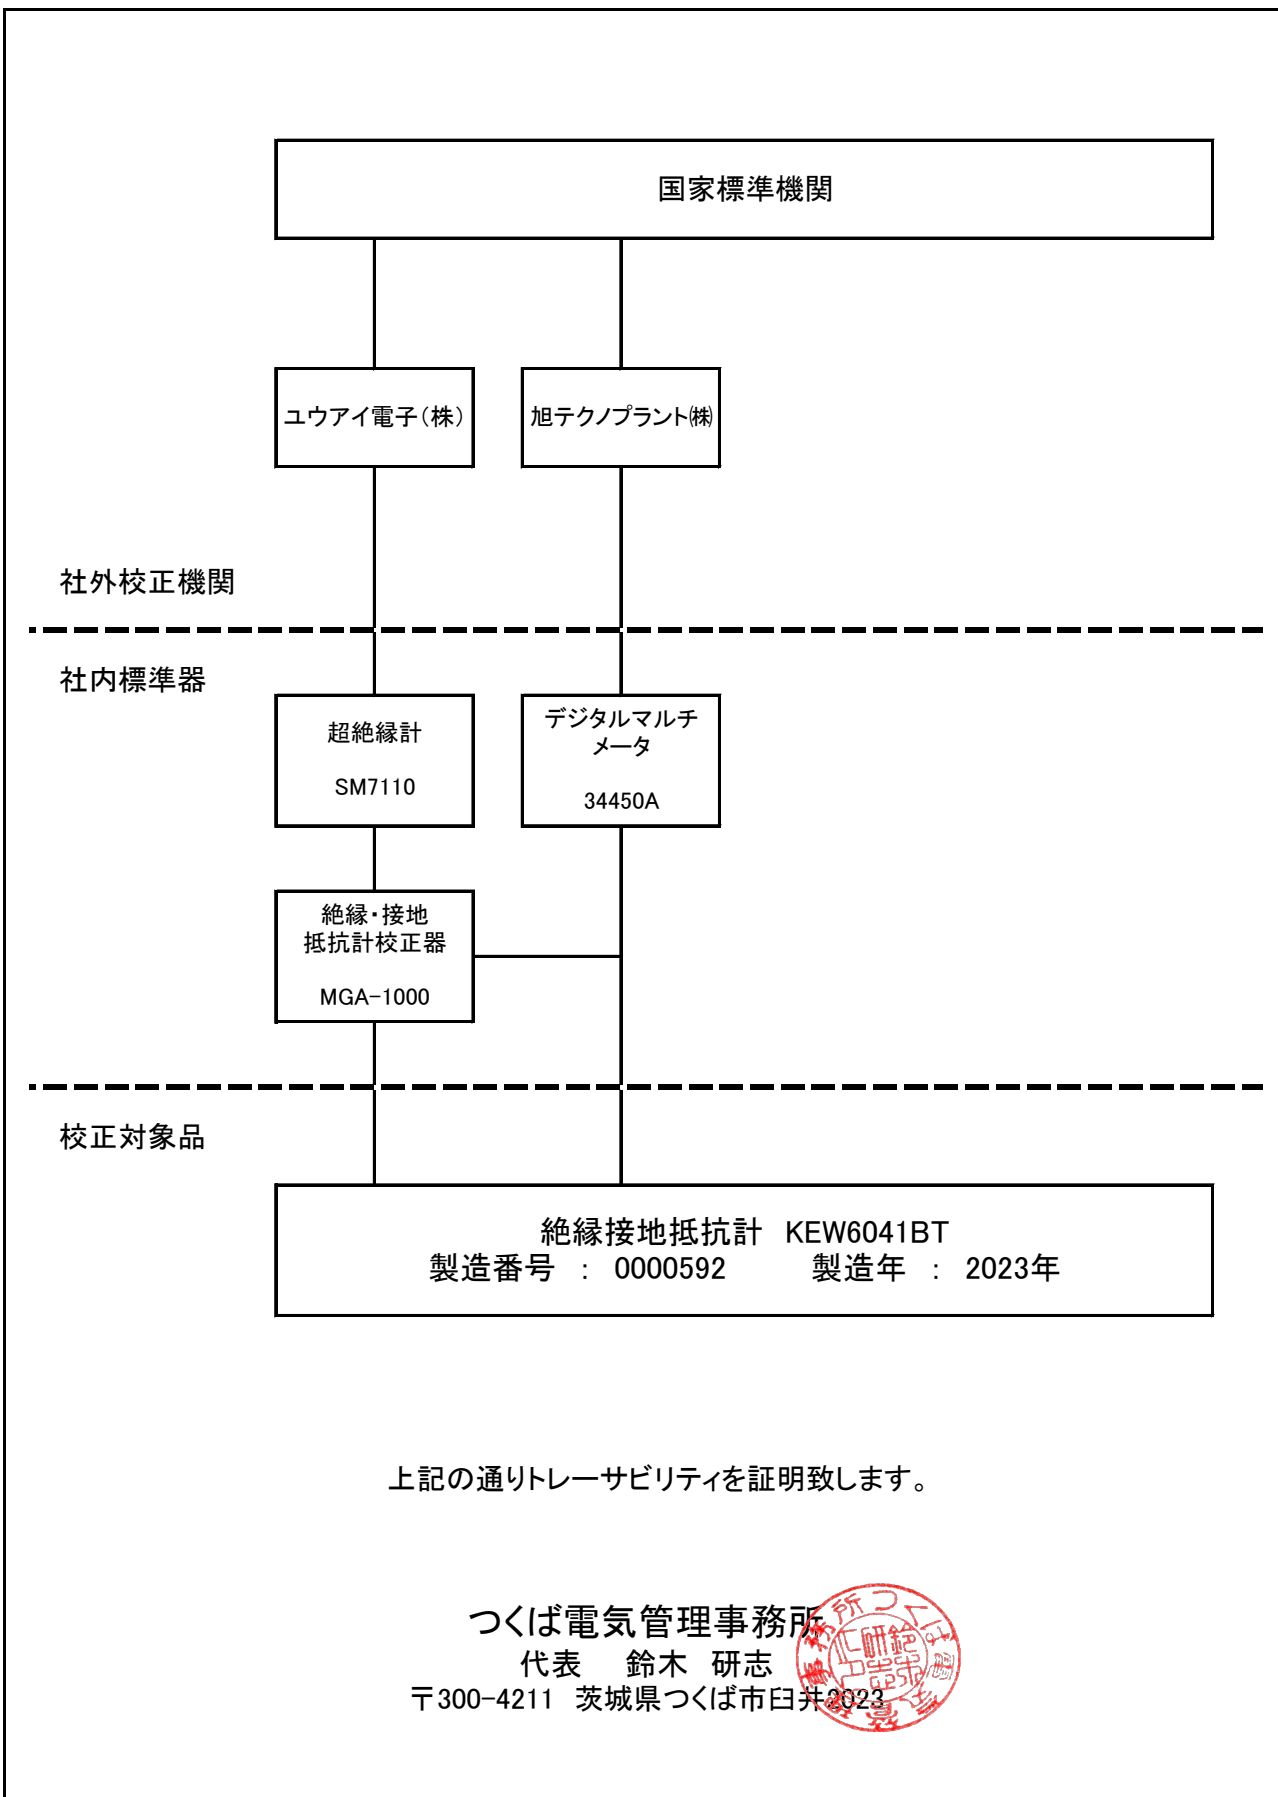 国家標準機関
ユウアイ電子(株)
旭テクノプラント㈱
社外校正機関
社内標準器
超絶縁計
SM7110
デジタルマルチ
メータ
34450A
絶縁・接地
抵抗計校正器
MGA-1000
校正対象品
絶縁接地抵抗計 KEW6041BT
製造番号 : 0000592 製造年 : 2023年
上記の通りトレーサビリティを証明致します。
つくば電気管理事務所
代表 鈴木 研志
〒300-4211 茨城県つくば市臼井2023